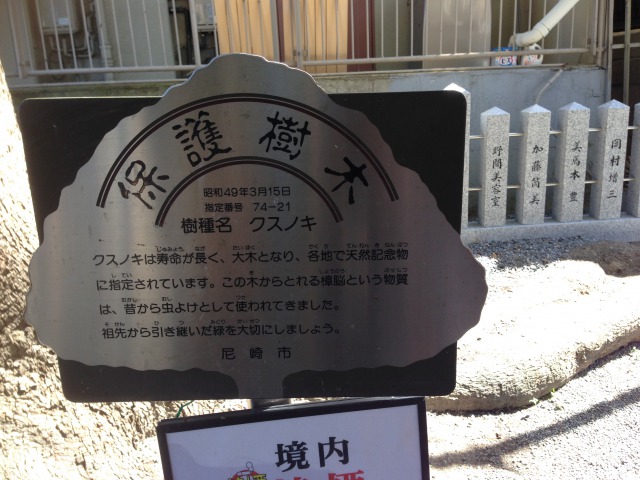 保護樹木
昭和49年3月15日
指定番号 74-21
樹種名 クスノキ
クスノキは寿命が長く、大木となり、各地で天然記念物
に指定されています。この木からとれる樟脳という物質
は、昔から虫よけとして使われてきました。
祖先から引き継いだ緑を大切にしましょう。
尼崎市
境内
岡村増三
美馬本豊
加藤尚美
野間美容室